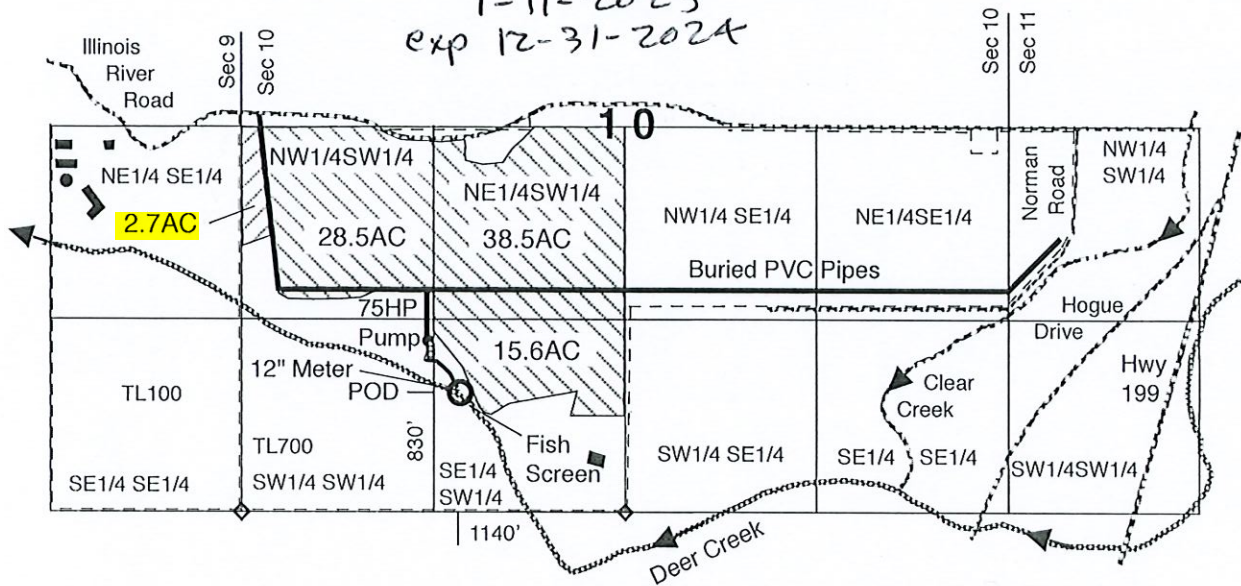 1-11-2023
exp 12-31-2024
Illinois
River
Road
Sec 9
Sec 10
Sec 10
Sec 11
10
NE1/4 SE1/4
NW1/4SW1/4
NE1/4SW1/4
NW1/4 SE1/4
NE1/4SE1/4
Norman
Road
NW1/4
SW1/4
2.7AC
28.5AC
38.5AC
Buried PVC Pipes
75HP
Pump
15.6AC
Hogue
Drive
12" Meter
POD
TL100
Clear
Creek
Hwy
199
830'
Fish
Screen
TL700
SE1/4 SE1/4
SW1/4 SW1/4
SE1/4
SW1/4
SW1/4 SE1/4
SE1/4
SE1/4
SW1/4SW1/4
1140'
Deer Creek